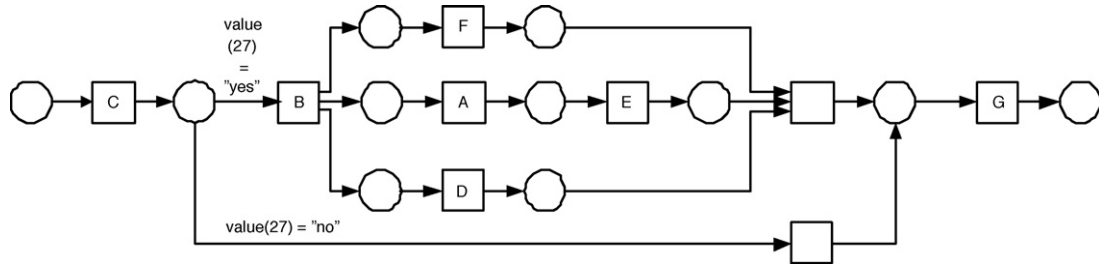 value
(27)
=
”yes”
F
C
B
A
E
G
D
value(27) = ”no”